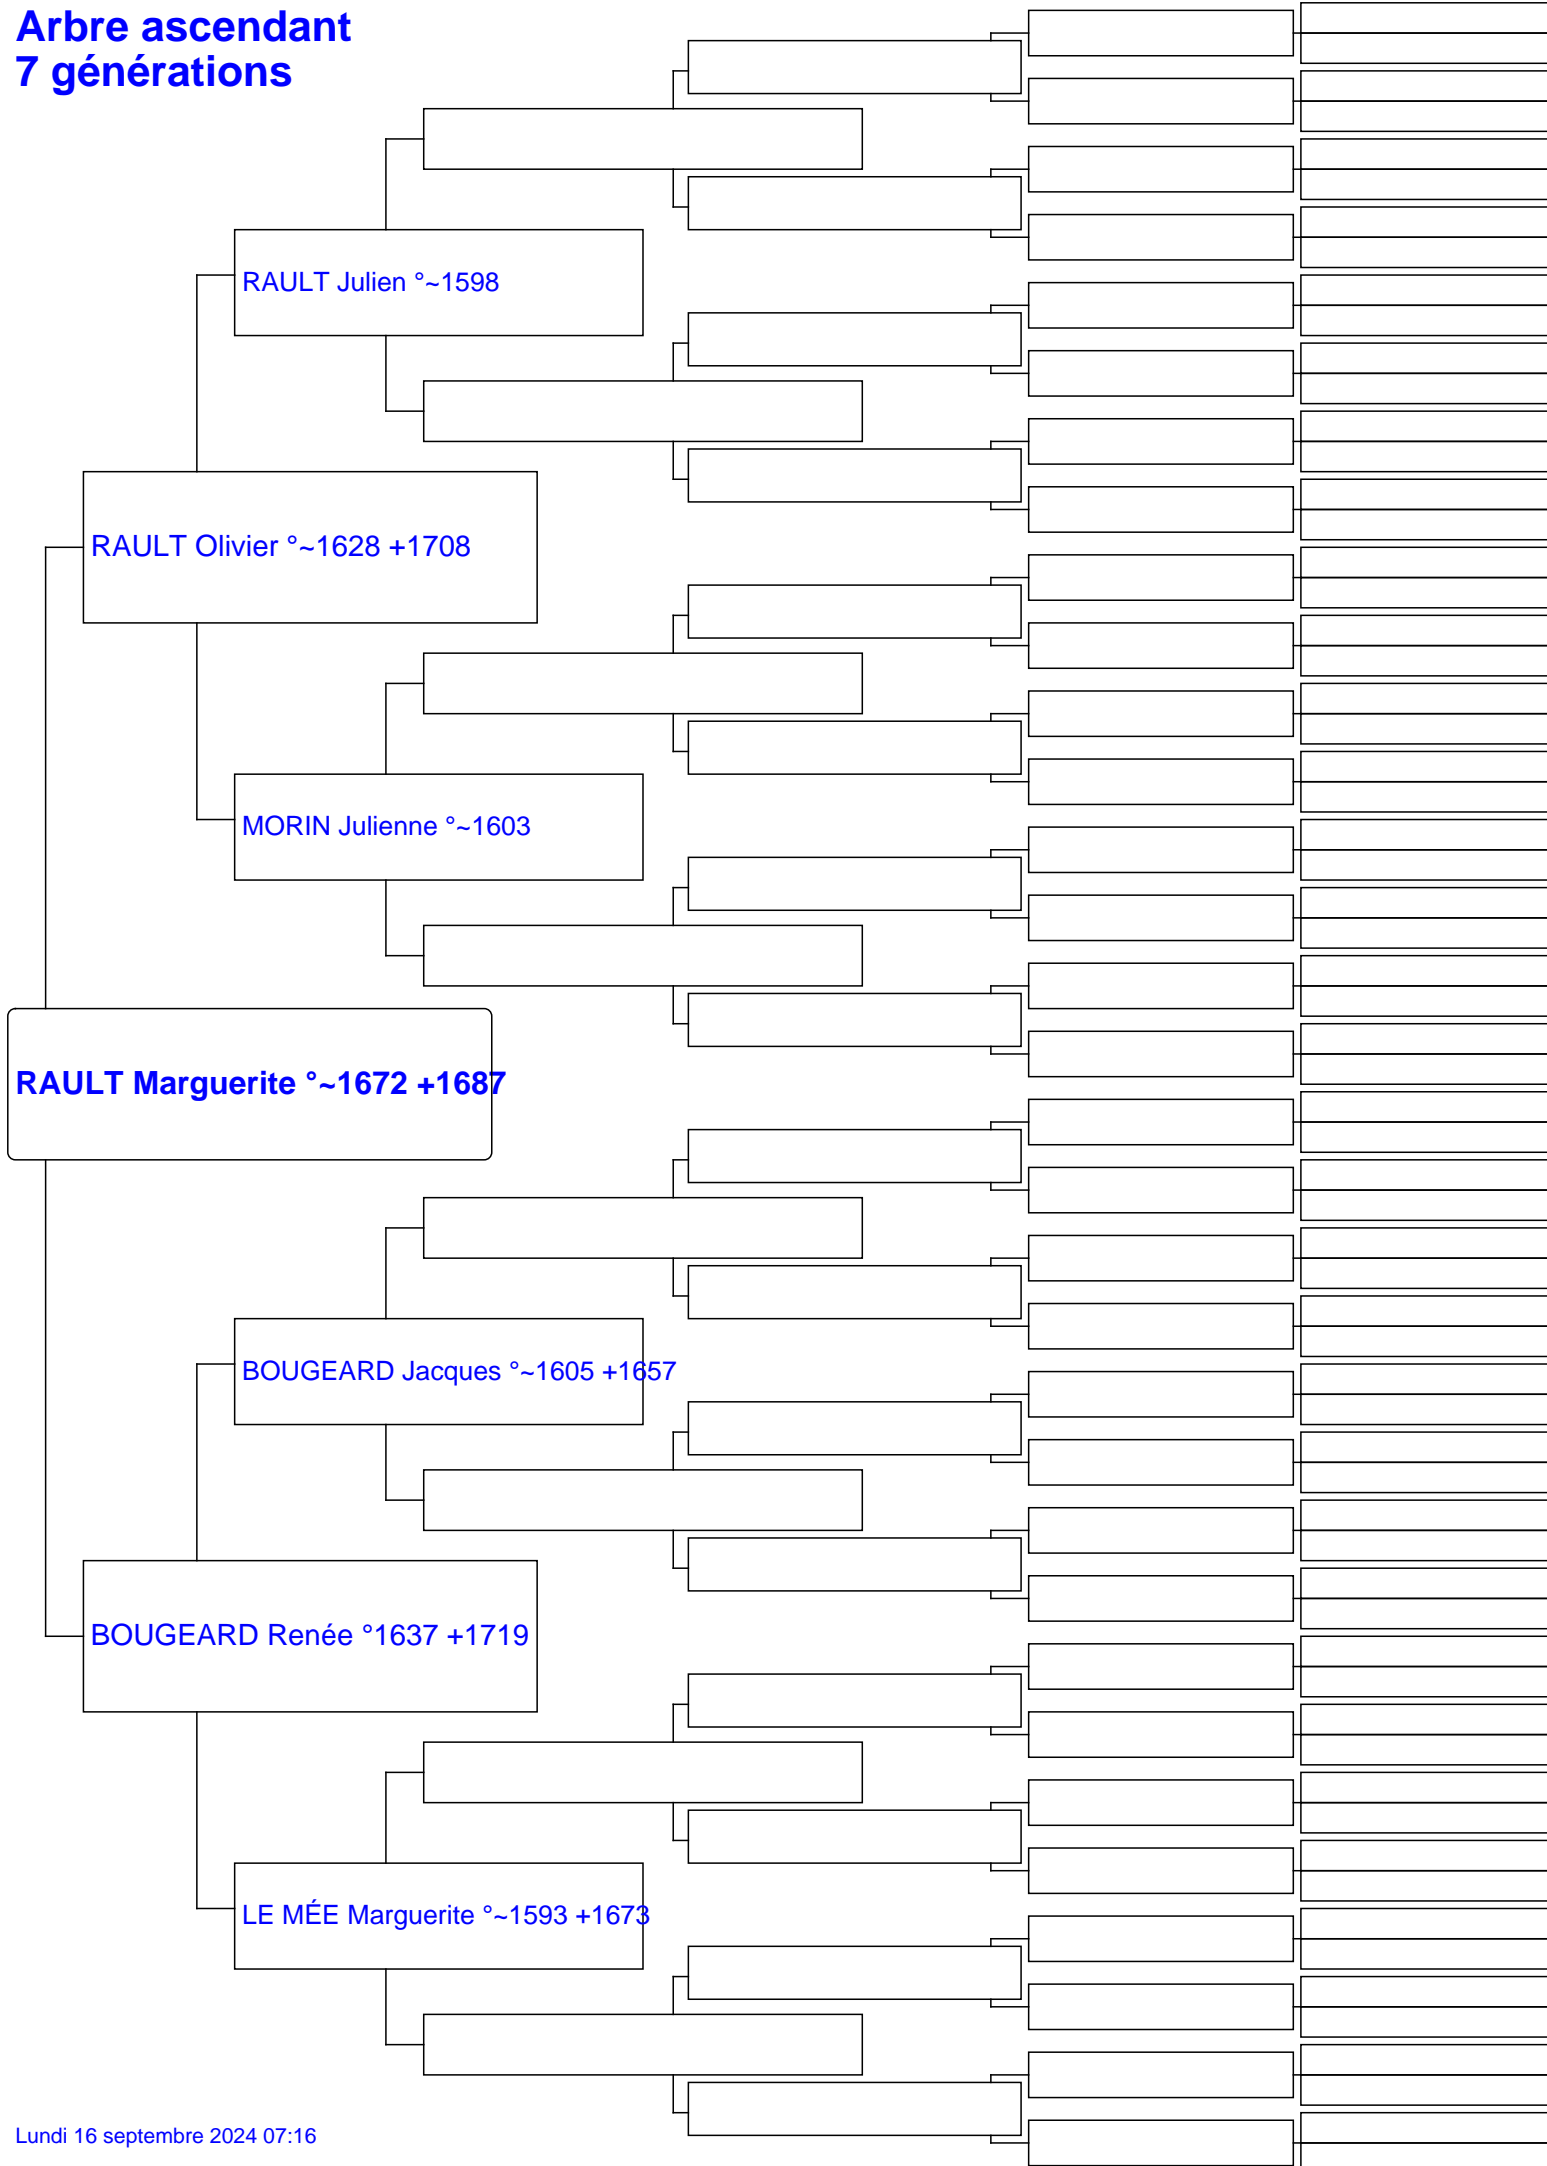 Arbre ascendant
7 générations
RAULT Julien °~1598
RAULT Olivier °~1628 +1708
MORIN Julienne °~1603
RAULT Marguerite °~1672 +1687
BOUGEARD Jacques °~1605 +1657
BOUGEARD Renée °1637 +1719
LE MÉE Marguerite °~1593 +1673
Lundi 16 septembre 2024 07:16